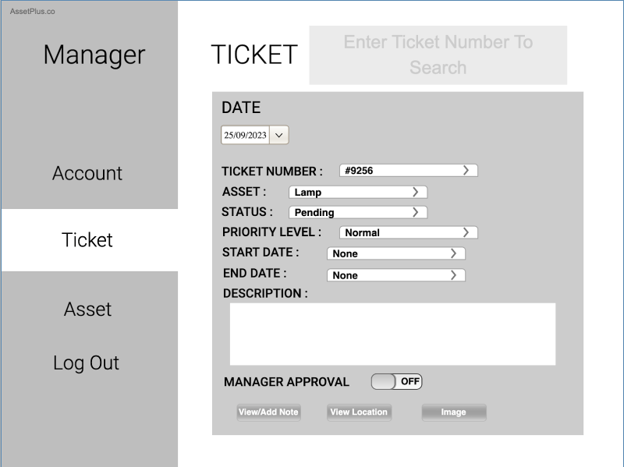 AssetPlus.co
Manager
Account
Ticket
Asset
Log Out
TICKET
Enter Ticket Number To
Search
DATE
25/09/2023
TICKET NUMBER : #9256
ASSET : Lamp
STATUS : Pending
PRIORITY LEVEL : Normal
START DATE : None
END DATE : None
DESCRIPTION :
MANAGER APPROVAL OFF
View/Add Note View Location Image